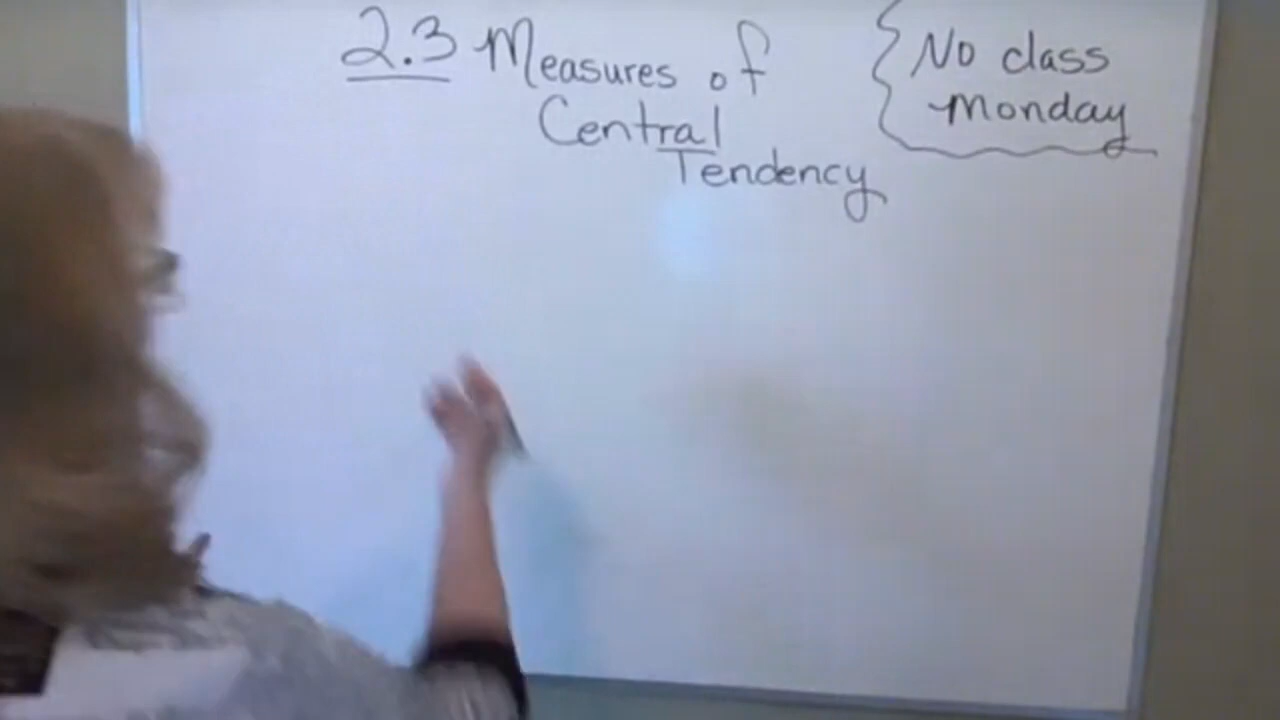 2.3 Measures of
Central
Tendency
No class
Monday